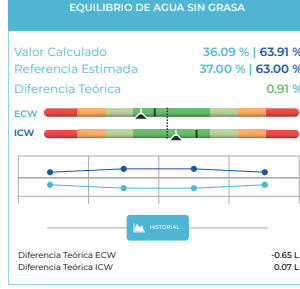 EQUILIBRIO DE AGUA SIN GRASA
Valor Calculado 36.09 % | 63.91 %
Referencia Estimada 37.00 % | 63.00 %
Diferencia Teórica 0.91 %
ECW
ICW
HISTORIAL
Diferencia Teórica ECW -0.65 L
Diferencia Teórica ICW 0.07 L